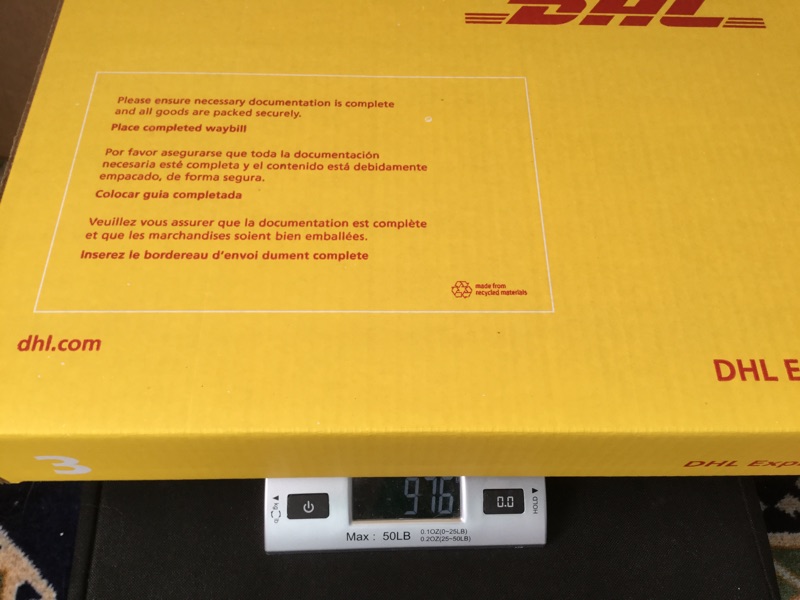 DHL
Please ensure necessary documentation is complete
and all goods are packed securely.
Place completed waybill
Por favor asegurarse que toda la documentación
necesaria esté completa y el contenido está debidamente
empacado, de forma segura.
Colocar guia completada
Veuillez vous assurer que la documentation est complète
et que les marchandises soient bien emballées.
Inserez le bordereau d'envoi dument complete
made from
recycled materials
dhl.com
DHL E
3
DHL Exp
kg
lb
976
0.0
HOLD
Max : 50LB
0.1OZ(0~25LB)
0.2OZ(25~50LB)